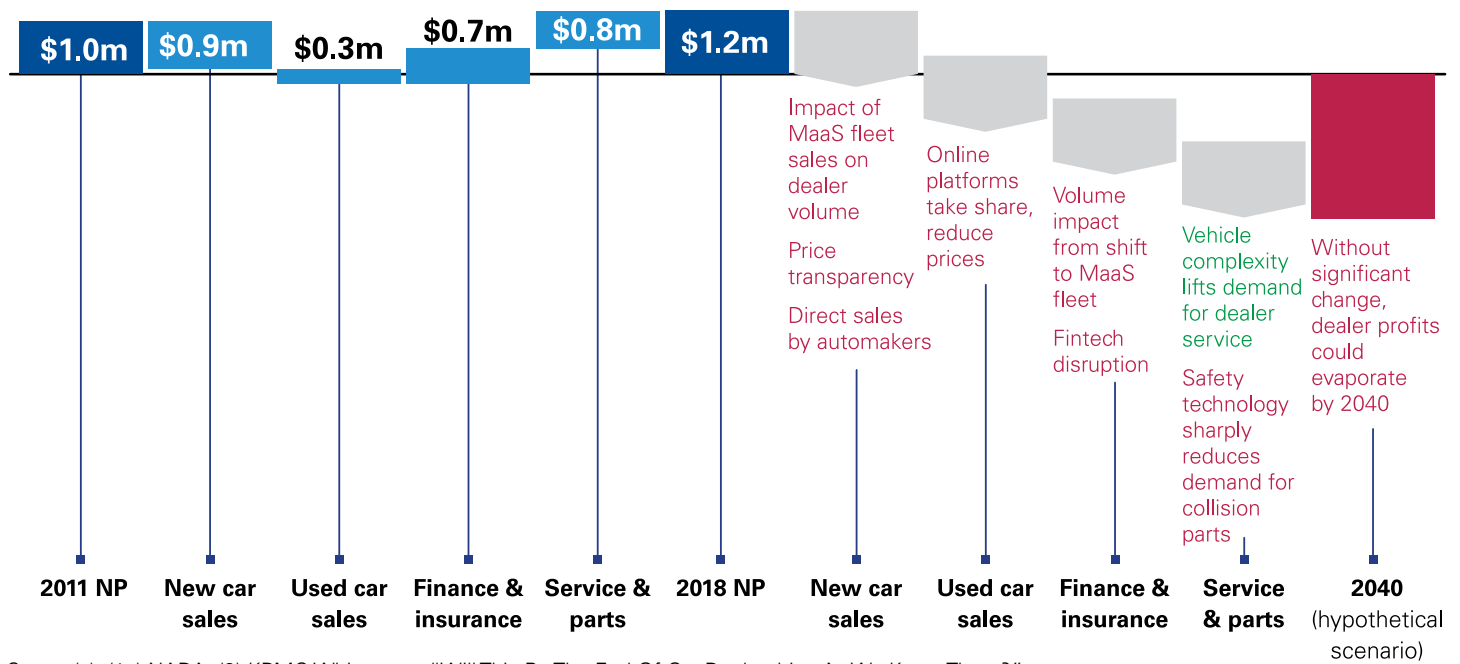 $1.0m
$0.9m
$0.3m
$0.7m
$0.8m
$1.2m
Impact of
MaaS fleet
sales on
dealer
volume
Price
transparency
Direct sales
by automakers
Online
platforms
take share,
reduce
prices
Volume
impact
from shift
to MaaS
fleet
Fintech
disruption
Vehicle
complexity
lifts demand
for dealer
service
Safety
technology
sharply
reduces
demand for
collision
parts
Without
significant
change,
dealer profits
could
evaporate
by 2040
2011 NP
New car
sales
Used car
sales
Finance &
insurance
Service &
parts
2018 NP
New car
sales
Used car
sales
Finance &
insurance
Service
& parts
2040
(hypothetical
scenario)